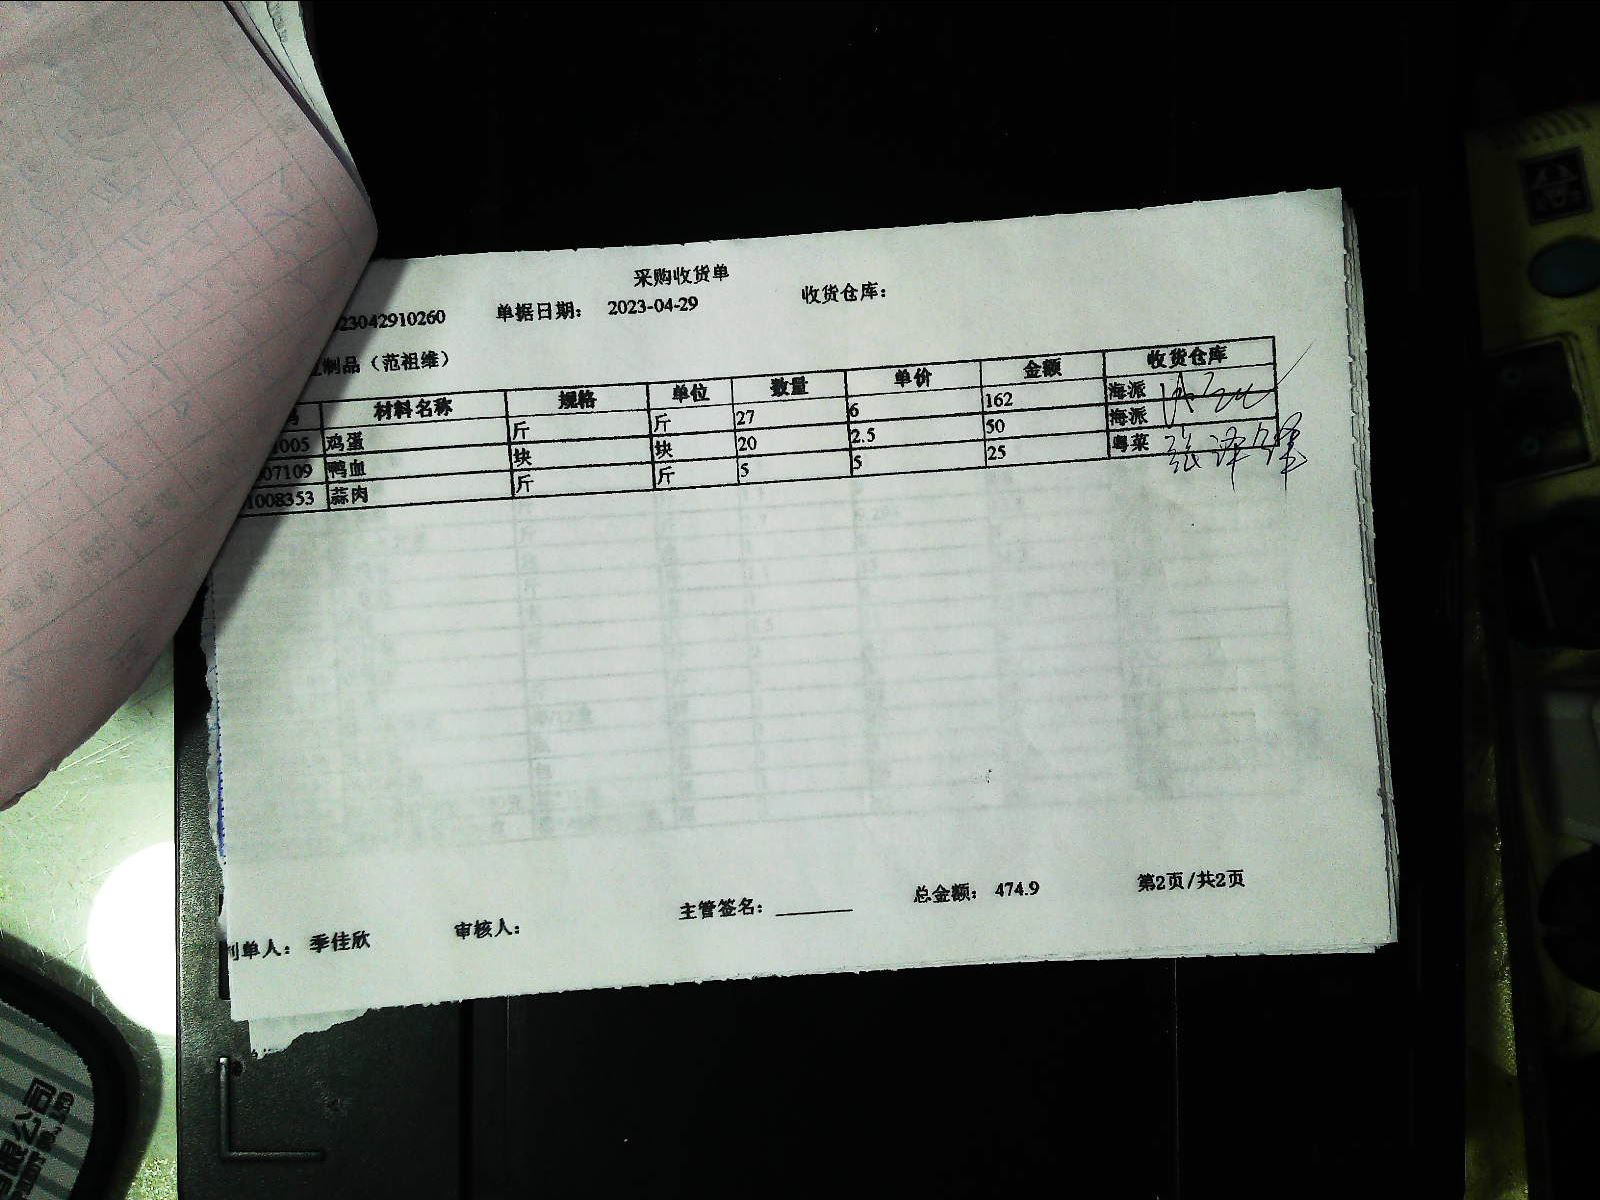 采购收货单
23042910260 单据日期： 2023-04-29 收货仓库：
制品（范祖维）
材料名称 规格 单位 数量 单价 金额 收货仓库
005 鸡蛋 斤 斤 27 6 162 海派
07109 鸭血 块 块 20 2.5 50 海派
1008353 蒜肉 斤 斤 5 5 25 粤菜
制单人： 季佳欣 审核人： 主管签名： 总金额： 474.9 第2页/共2页